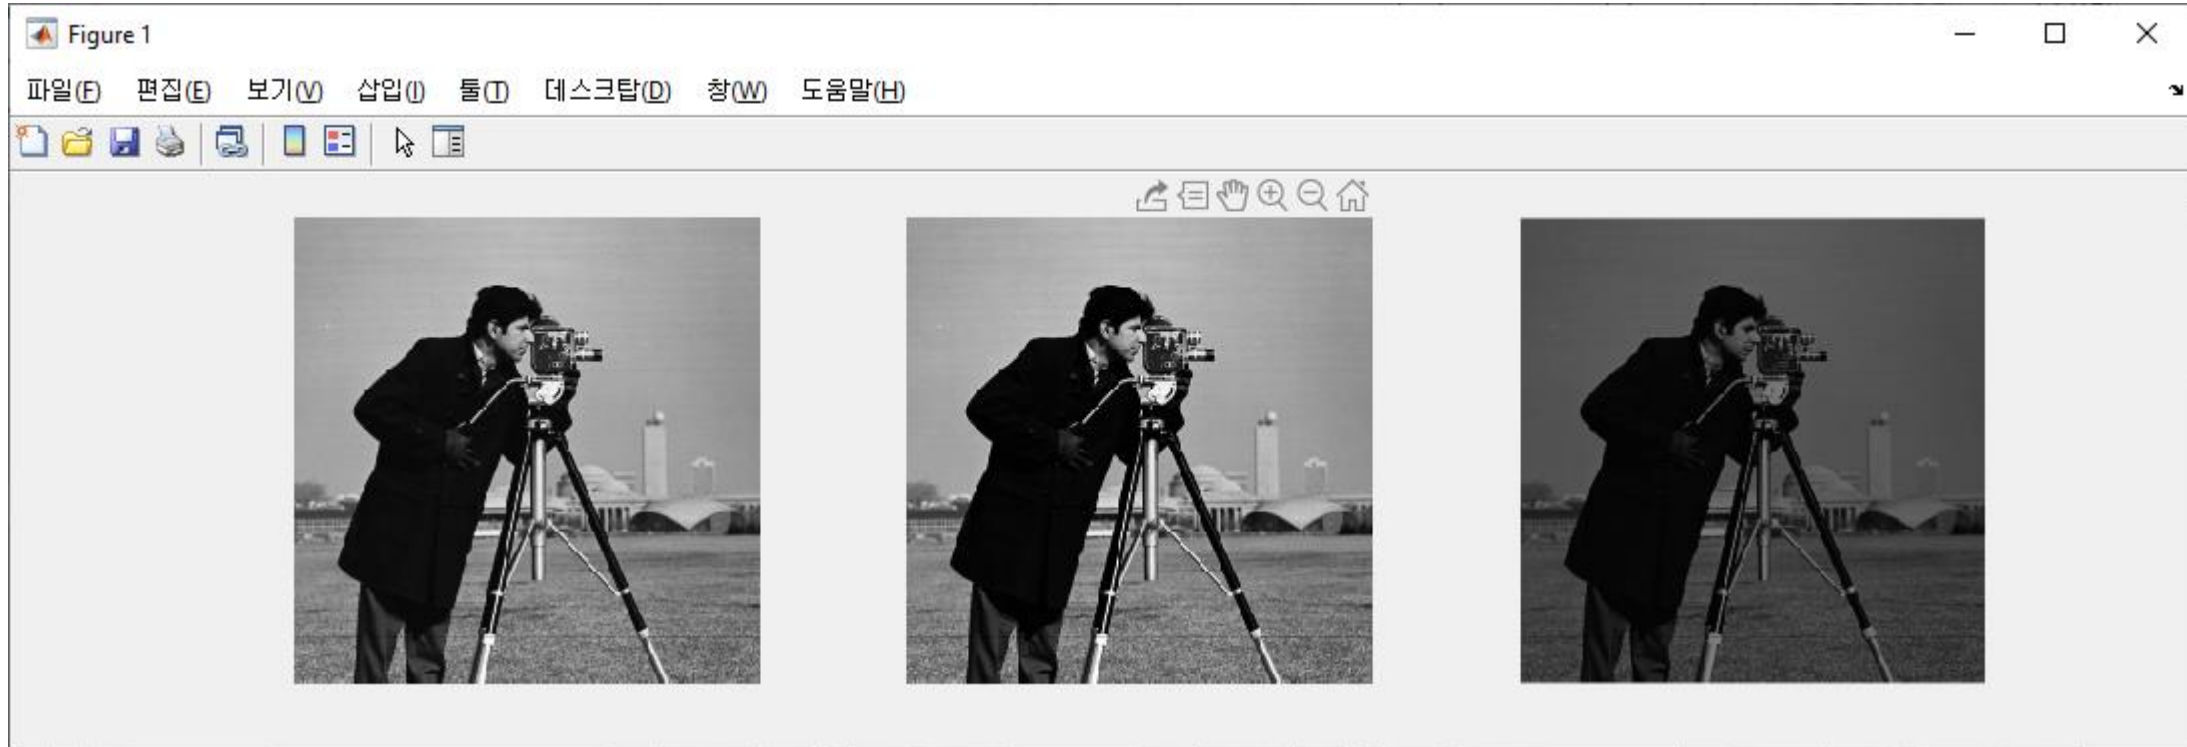 Figure 1
파일(F) 편집(E) 보기(V) 삽입(I) 툴(T) 데스크탑(D) 창(W) 도움말(H)